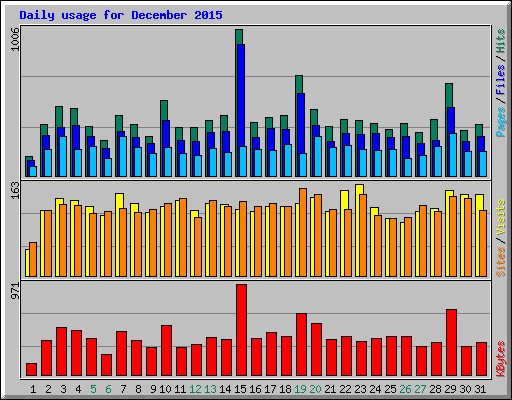 Daily usage for December 2015
1006
Pages / Files / Hits
163
Sites / Visits
971
KBytes
1 2 3 4 5 6 7 8 9 10 11 12 13 14 15 16 17 18 19 20 21 22 23 24 25 26 27 28 29 30 31